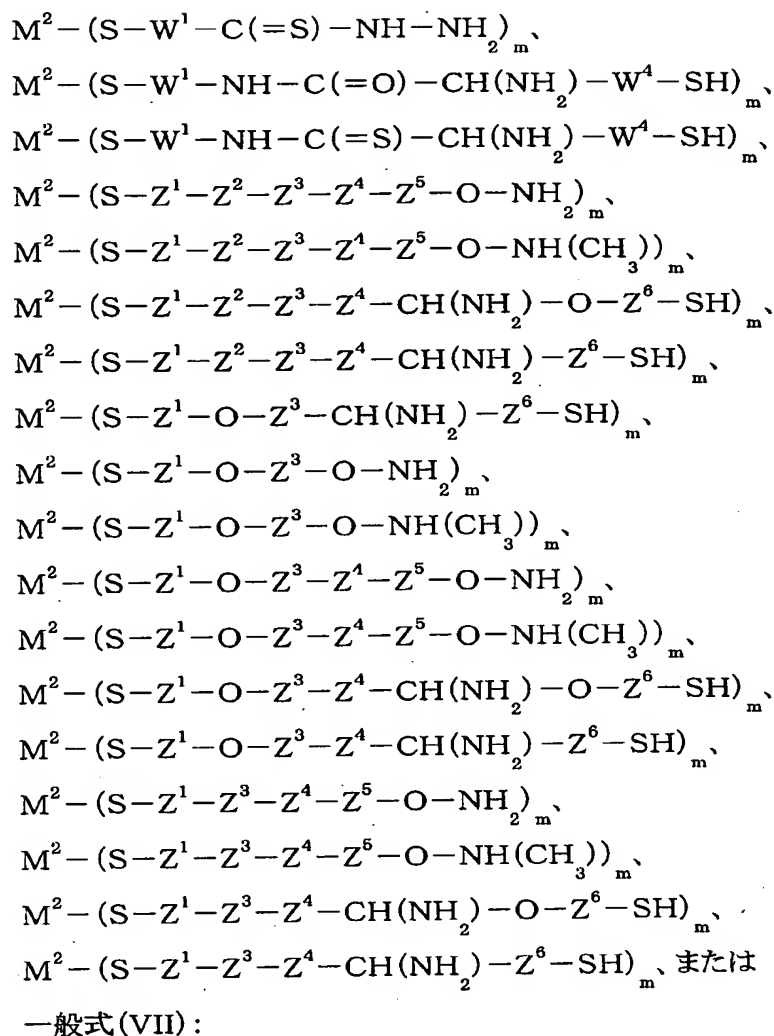 M²－(S－W¹－C(=S)－NH－NH₂)ₘ、
M²－(S－W¹－NH－C(=O)－CH(NH₂)－W⁴－SH)ₘ、
M²－(S－W¹－NH－C(=S)－CH(NH₂)－W⁴－SH)ₘ、
M²－(S－Z¹－Z²－Z³－Z⁴－Z⁵－O－NH₂)ₘ、
M²－(S－Z¹－Z²－Z³－Z⁴－Z⁵－O－NH(CH₃))ₘ、
M²－(S－Z¹－Z²－Z³－Z⁴－CH(NH₂)－O－Z⁶－SH)ₘ、
M²－(S－Z¹－Z²－Z³－Z⁴－CH(NH₂)－Z⁶－SH)ₘ、
M²－(S－Z¹－O－Z³－CH(NH₂)－Z⁶－SH)ₘ、
M²－(S－Z¹－O－Z³－O－NH₂)ₘ、
M²－(S－Z¹－O－Z³－O－NH(CH₃))ₘ、
M²－(S－Z¹－O－Z³－Z⁴－Z⁵－O－NH₂)ₘ、
M²－(S－Z¹－O－Z³－Z⁴－Z⁵－O－NH(CH₃))ₘ、
M²－(S－Z¹－O－Z³－Z⁴－CH(NH₂)－O－Z⁶－SH)ₘ、
M²－(S－Z¹－O－Z³－Z⁴－CH(NH₂)－Z⁶－SH)ₘ、
M²－(S－Z¹－Z³－Z⁴－Z⁵－O－NH₂)ₘ、
M²－(S－Z¹－Z³－Z⁴－Z⁵－O－NH(CH₃))ₘ、
M²－(S－Z¹－Z³－Z⁴－CH(NH₂)－O－Z⁶－SH)ₘ、
M²－(S－Z¹－Z³－Z⁴－CH(NH₂)－Z⁶－SH)ₘ、または
一般式(VII)：